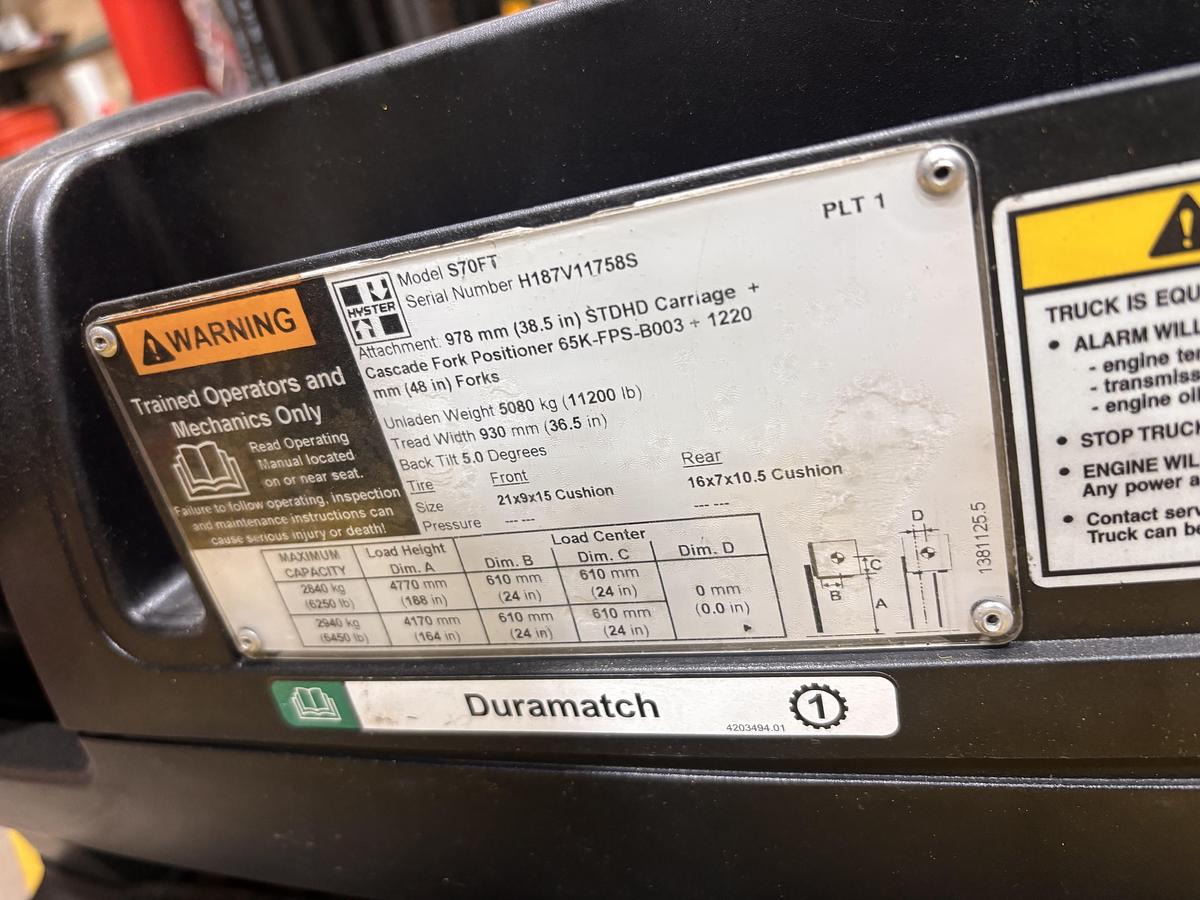 PLT 1
HYSTER
Model S70FT
Serial Number H187V11758S
Attachment: 978 mm (38.5 in) STDHD Carriage +
Cascade Fork Positioner 65K-FPS-B003 + 1220
mm (48 in) Forks
Unladen Weight 5080 kg (11200 lb)
Tread Width 930 mm (36.5 in)
Back Tilt 5.0 Degrees
Tire Front Rear
Size 21x9x15 Cushion 16x7x10.5 Cushion
Pressure --- --- --- ---
WARNING
Trained Operators and
Mechanics Only
Read Operating
Manual located
on or near seat.
Failure to follow operating, inspection
and maintenance instructions can
cause serious injury or death!
MAXIMUM CAPACITY Load Height Dim. A Load Center Dim. B Dim. C Dim. D
2840 kg 4770 mm 610 mm 610 mm 0 mm
(6250 lb) (188 in) (24 in) (24 in) (0.0 in)
2940 kg 4170 mm 610 mm 610 mm
(6450 lb) (164 in) (24 in) (24 in)
D
C
B
A
1381125.5
Duramatch 1
4203494.01
TRUCK IS EQU
• ALARM WILL
- engine te
- transmiss
- engine oil
• STOP TRUCK
• ENGINE WIL
Any power a
• Contact serv
Truck can b